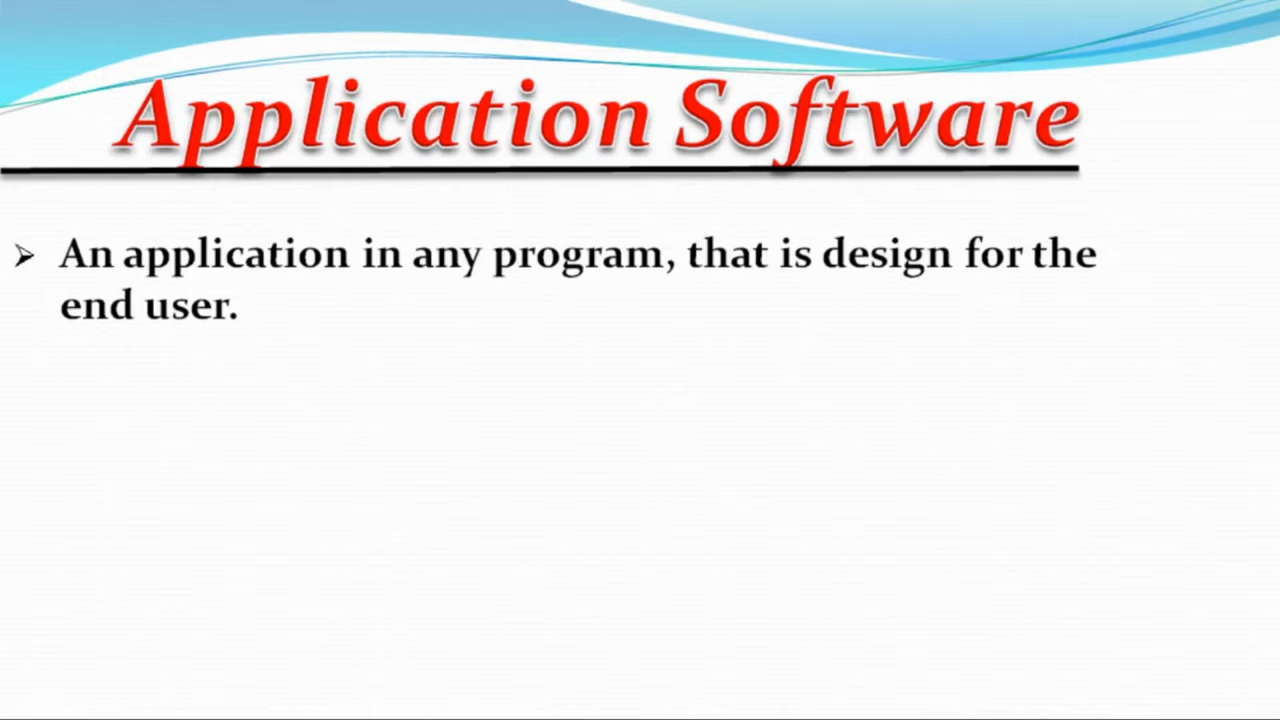 Application Software
➢ An application in any program, that is design for the
end user.